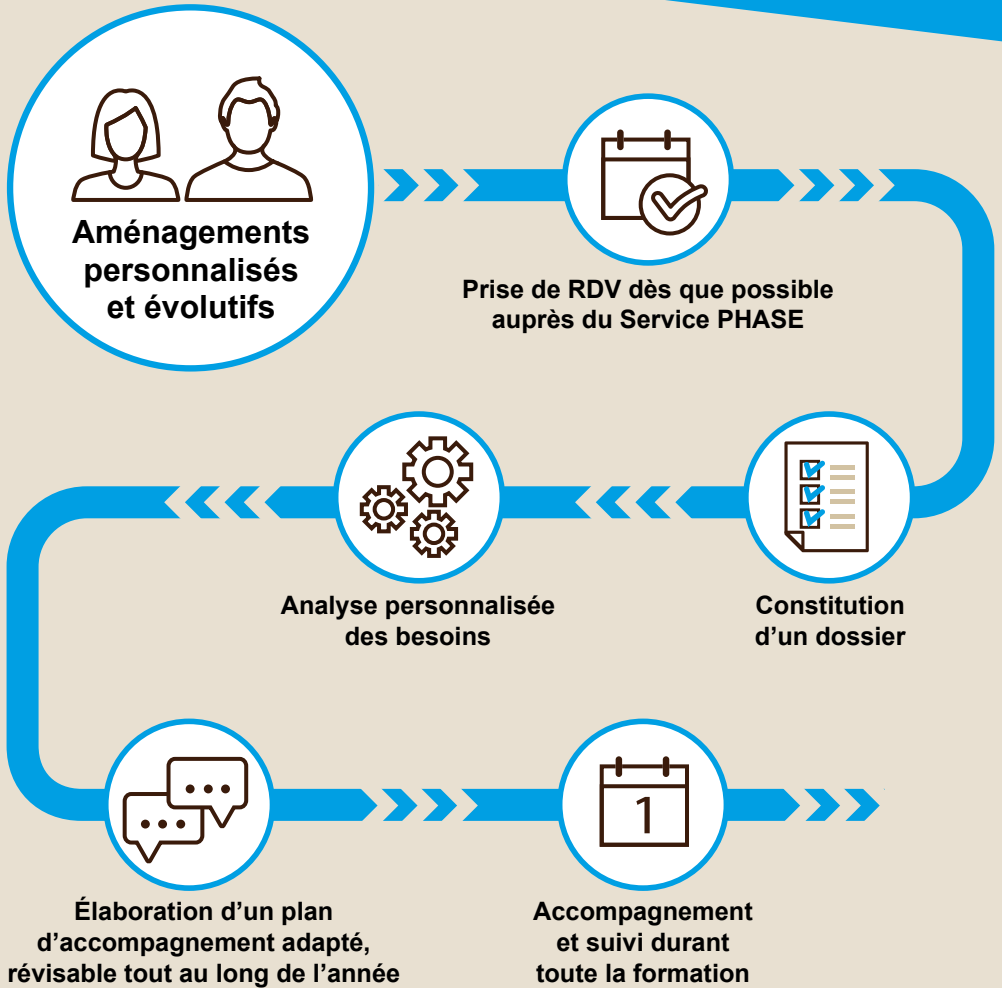 Aménagements
personnalisés
et évolutifs
Prise de RDV dès que possible
auprès du Service PHASE
Constitution
d’un dossier
Analyse personnalisée
des besoins
Élaboration d’un plan
d’accompagnement adapté,
révisable tout au long de l’année
1
Accompagnement
et suivi durant
toute la formation